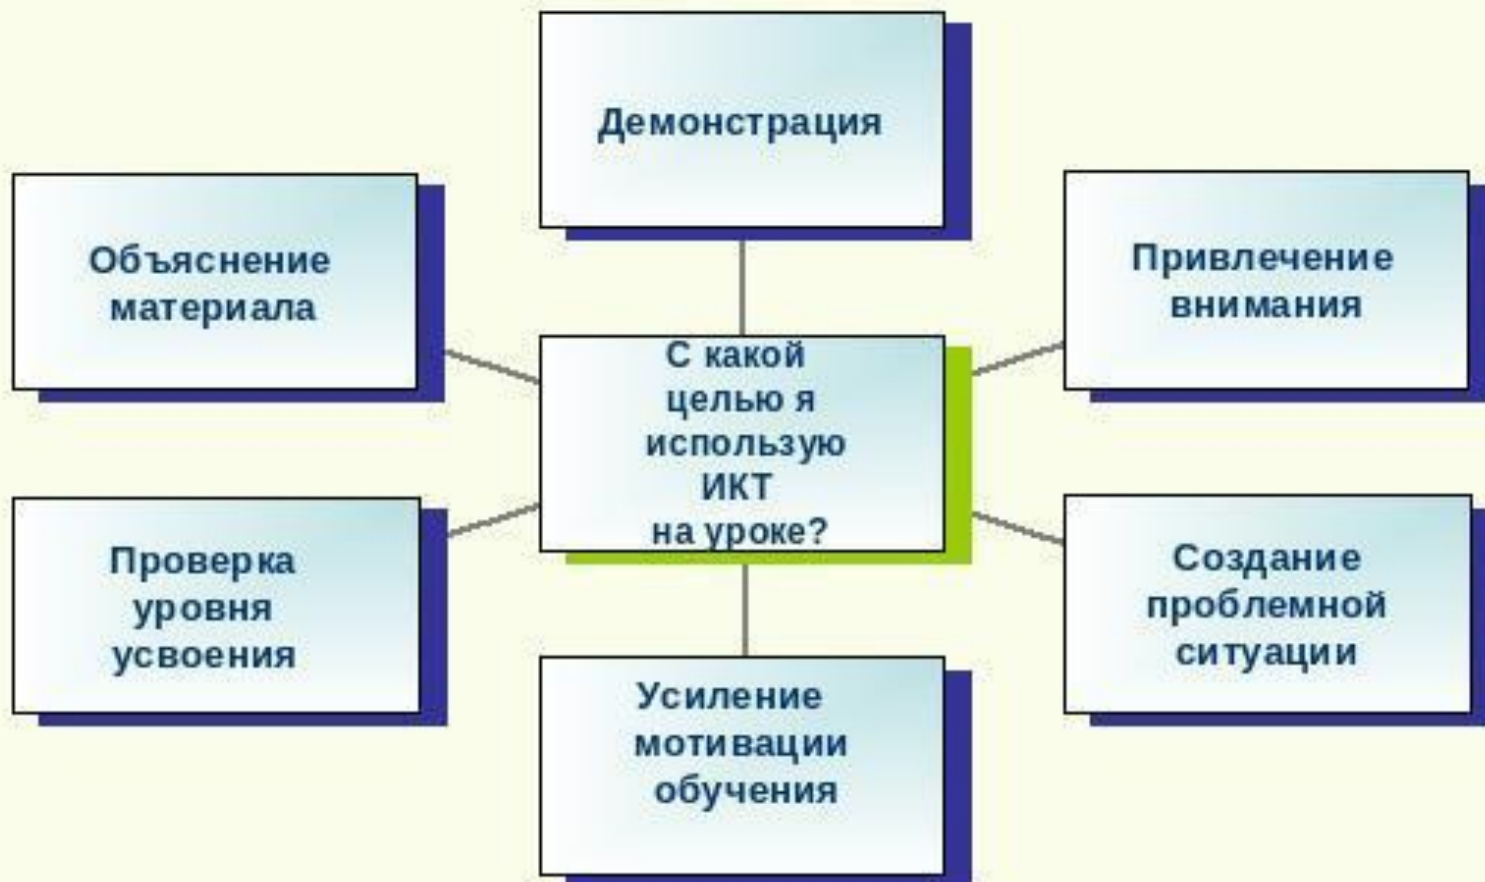 Демонстрация
Объяснение
материала
Привлечение
внимания
С какой
целью я
использую
ИКТ
на уроке?
Проверка
уровня
усвоения
Создание
проблемной
ситуации
Усиление
мотивации
обучения